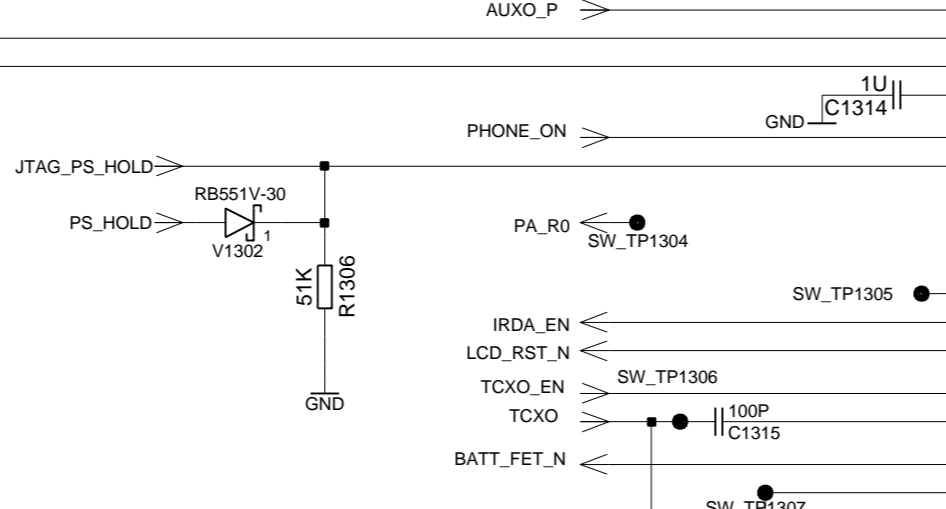 AUXO_P
1U
C1314
GND
PHONE_ON
JTAG_PS_HOLD
RB551V-30
PS_HOLD
1
V1302
PA_R0
SW_TP1304
51K
R1306
SW_TP1305
IRDA_EN
LCD_RST_N
SW_TP1306
TCXO_EN
GND
TCXO
100P
C1315
BATT_FET_N
SW_TP1307